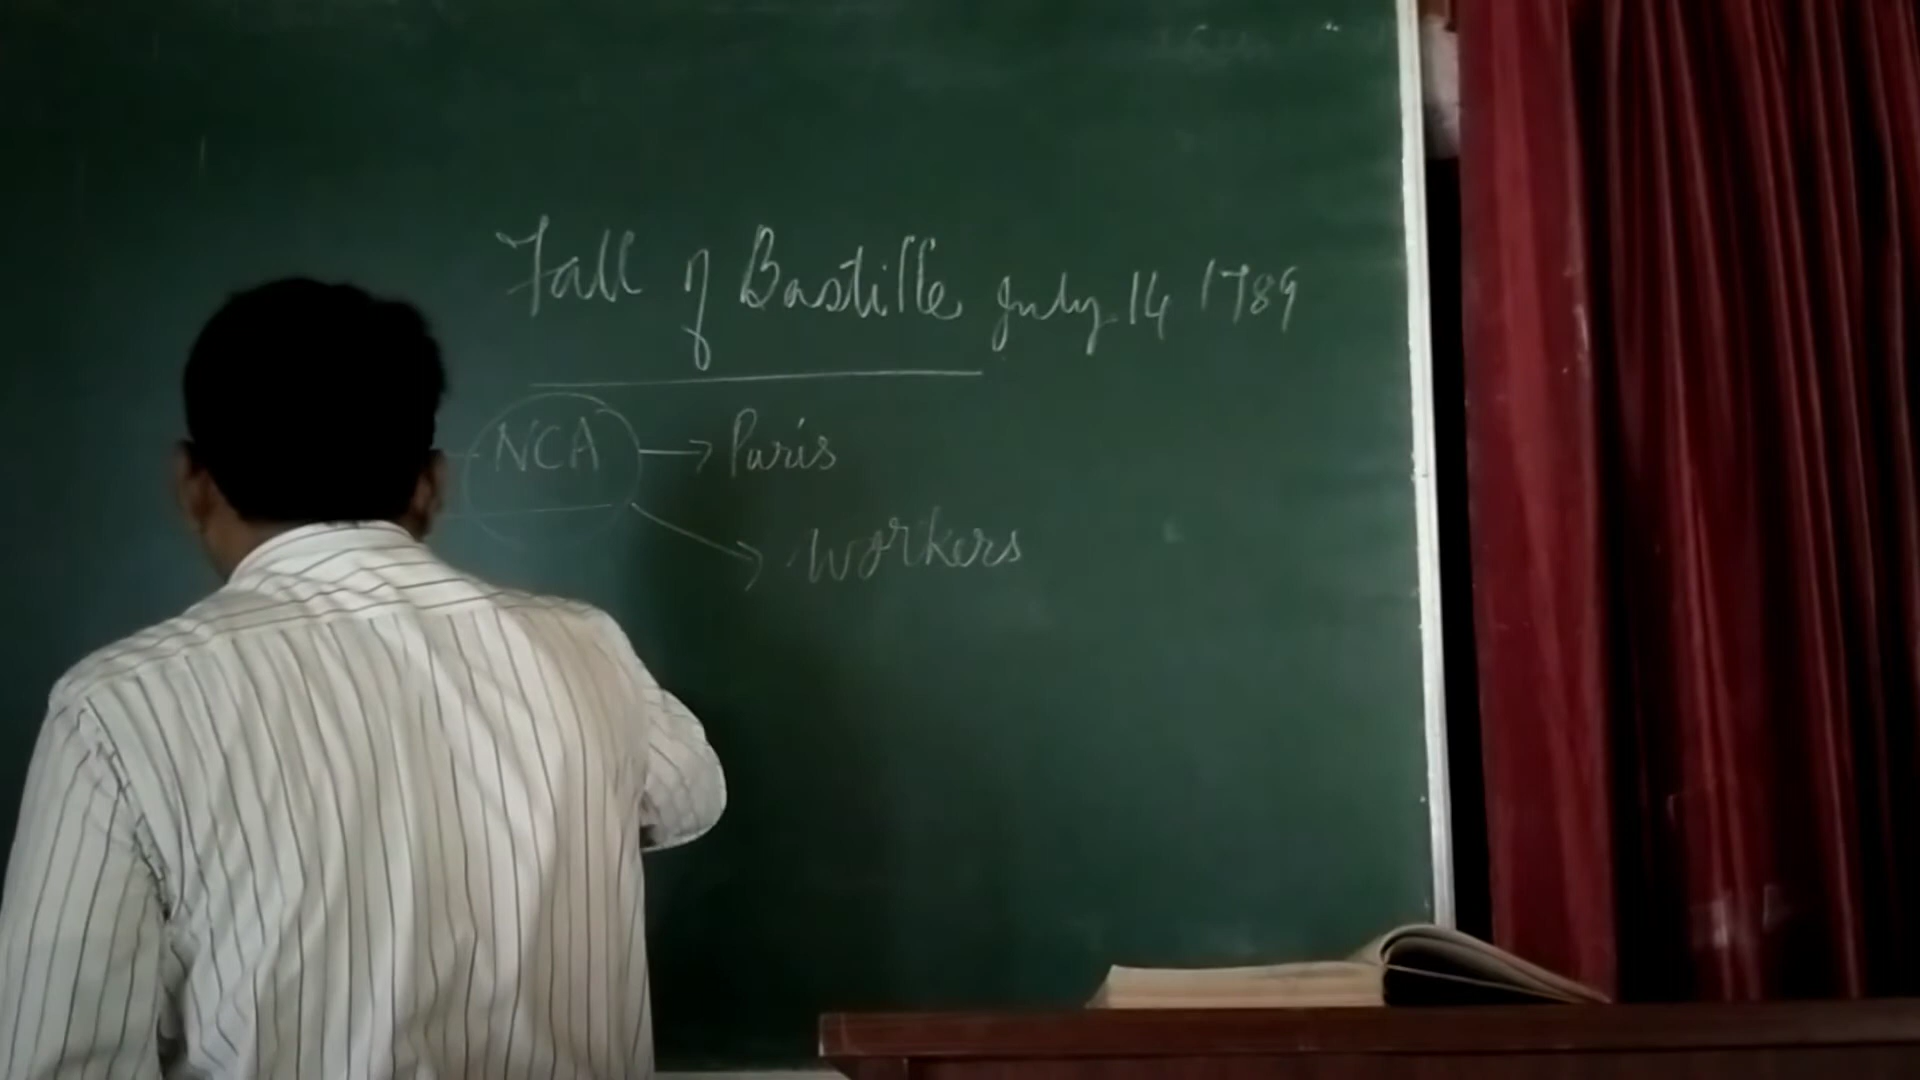 Fall of Bastille July 14 1789
NCA → Paris
→ workers